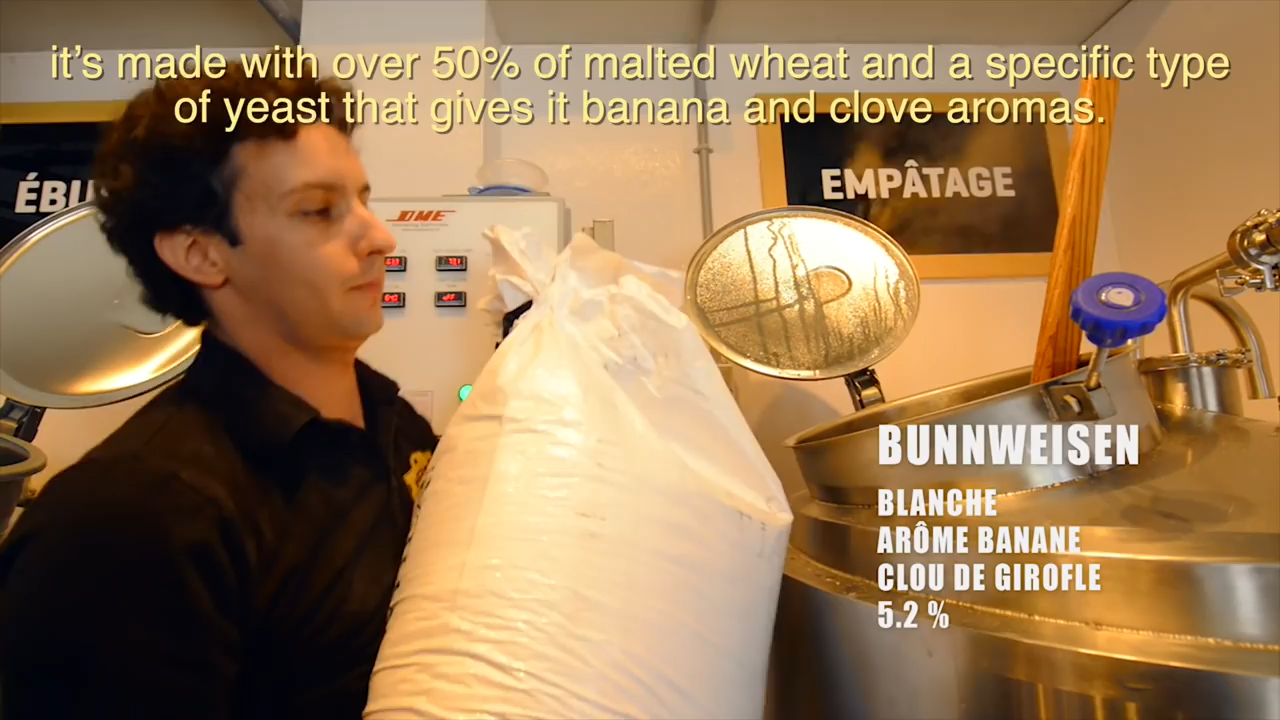 it's made with over 50% of malted wheat and a specific type
of yeast that gives it banana and clove aromas.
ÉBU
EMPÂTAGE
DME
BUNNWEISEN
BLANCHE
ARÔME BANANE
CLOU DE GIROFLE
5.2 %